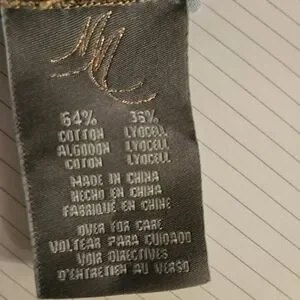 64% 36%
COTTON LYOCELL
ALGODON LYOCELL
COTON LYOCELL
MADE IN CHINA
HECHO EN CHINA
FABRIQUÉ EN CHINE
OVER FOR CARE
VOLTEAR PARA CUIDADO
VOIR DIRECTIVES
D'ENTRETIEN AU VERSO